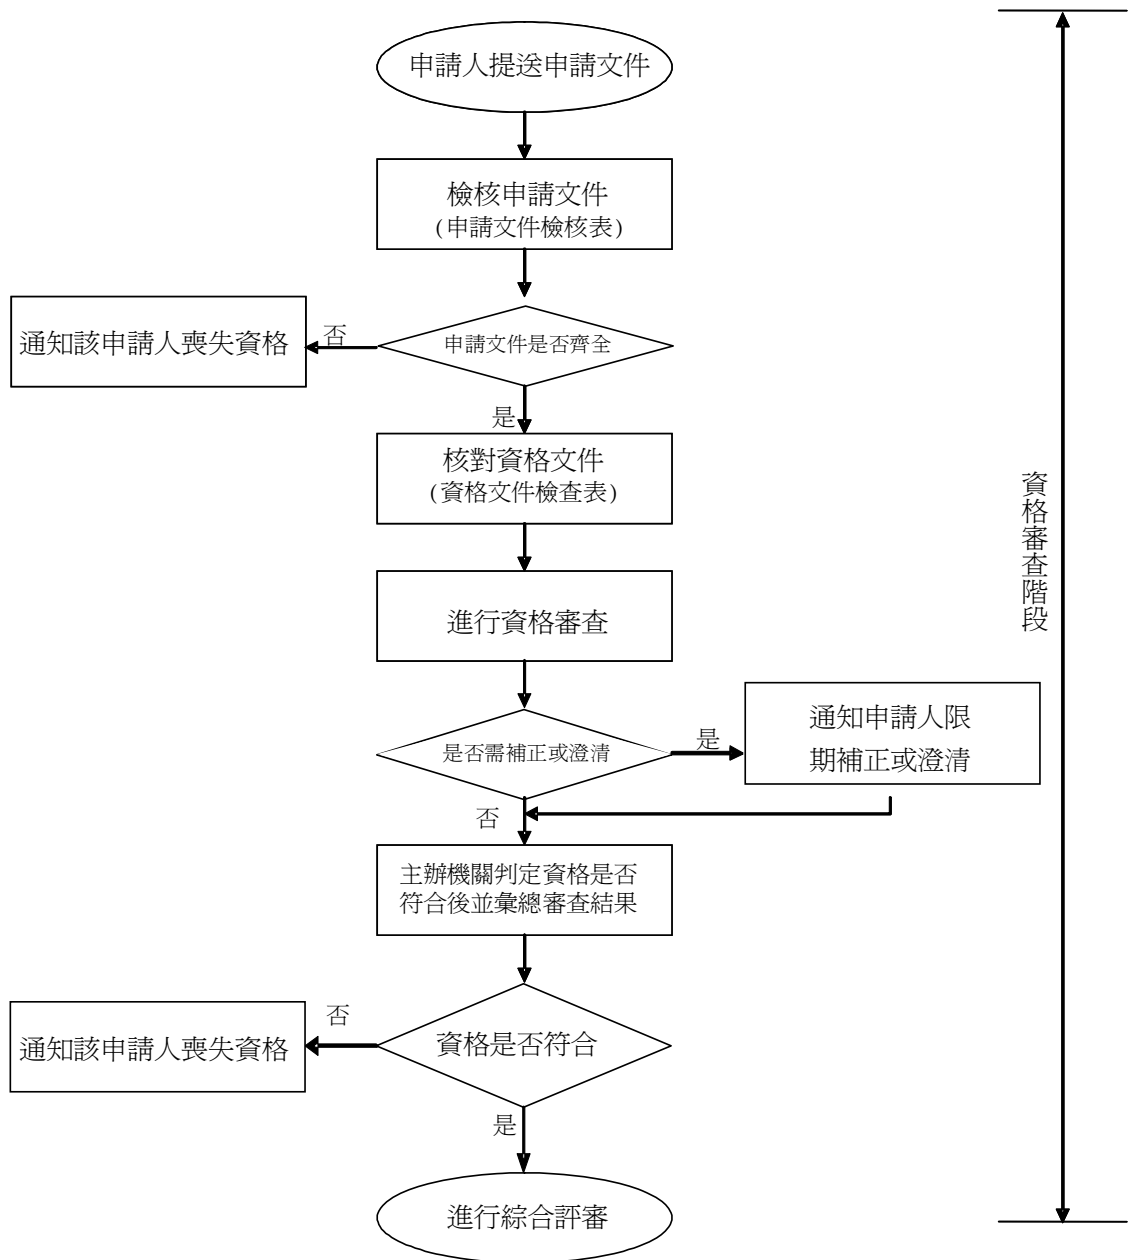 申請人提送申請文件
檢核申請文件
(申請文件檢核表)
申請文件是否齊全
否
通知該申請人喪失資格
是
核對資格文件
(資格文件檢查表)
進行資格審查
是否需補正或澄清
是
通知申請人限
期補正或澄清
否
主辦機關判定資格是否
符合後並彙總審查結果
資格是否符合
否
通知該申請人喪失資格
是
進行綜合評審
資格審查階段